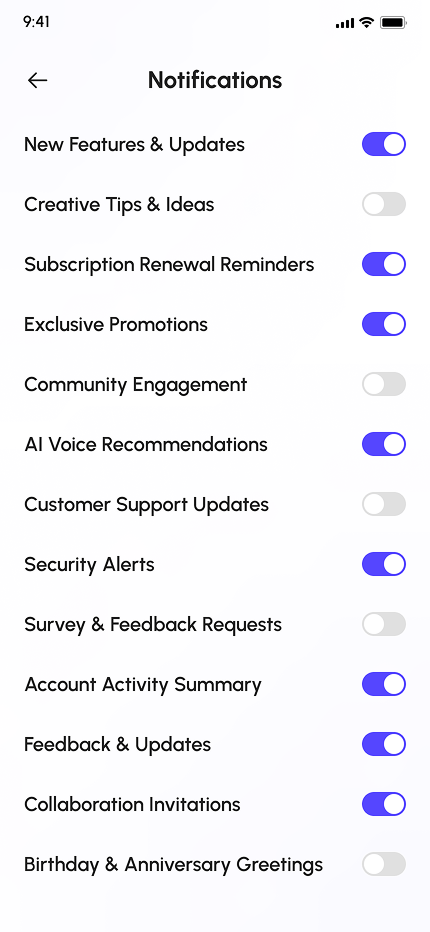 9:41
Notifications
New Features & Updates
Creative Tips & Ideas
Subscription Renewal Reminders
Exclusive Promotions
Community Engagement
AI Voice Recommendations
Customer Support Updates
Security Alerts
Survey & Feedback Requests
Account Activity Summary
Feedback & Updates
Collaboration Invitations
Birthday & Anniversary Greetings